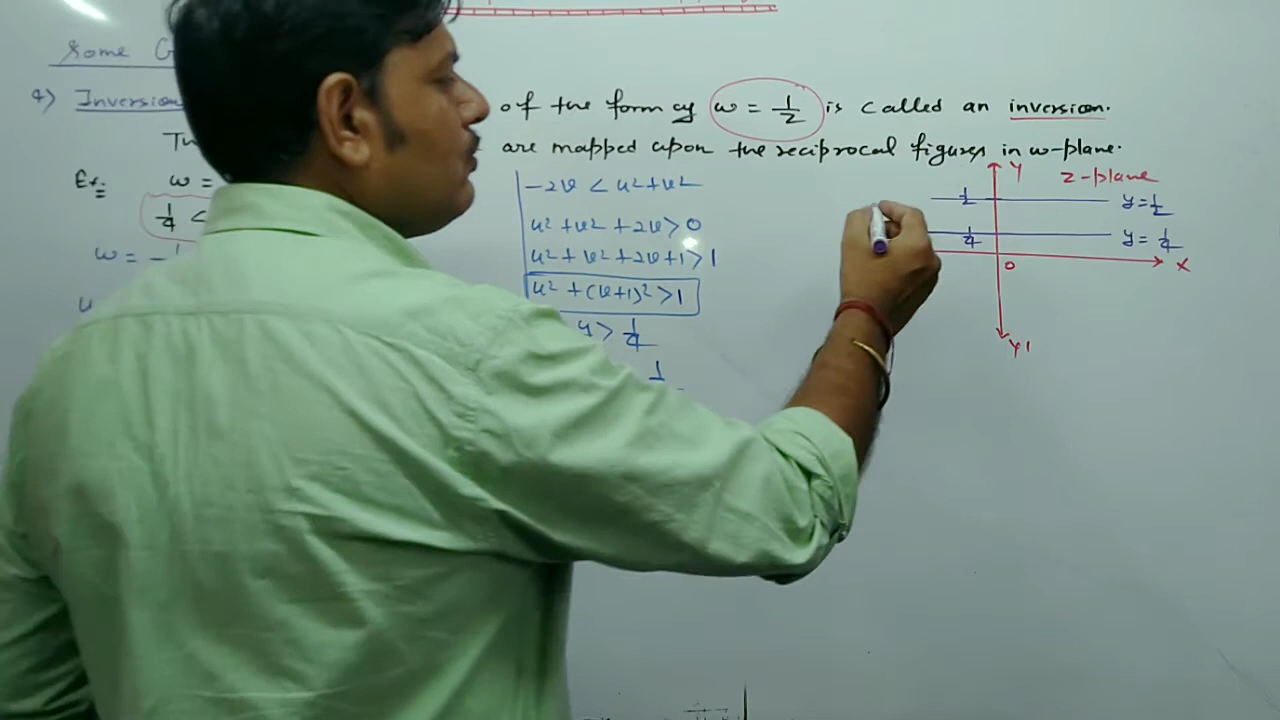 Some
4) Inversion of the form cy w = 1/z is called an inversion.
are mapped upon the reciprocal figures in w-plane.
Ex: w =
1/4 <
w = -
u
-2v < u²+v²
u²+v²+2v>0
u²+v²+2v+1>1
u²+(v+1)²>1
y > 1/4
1
Y z-plane
1/2 y=1/2
1/4 y=1/4
O X
Y1